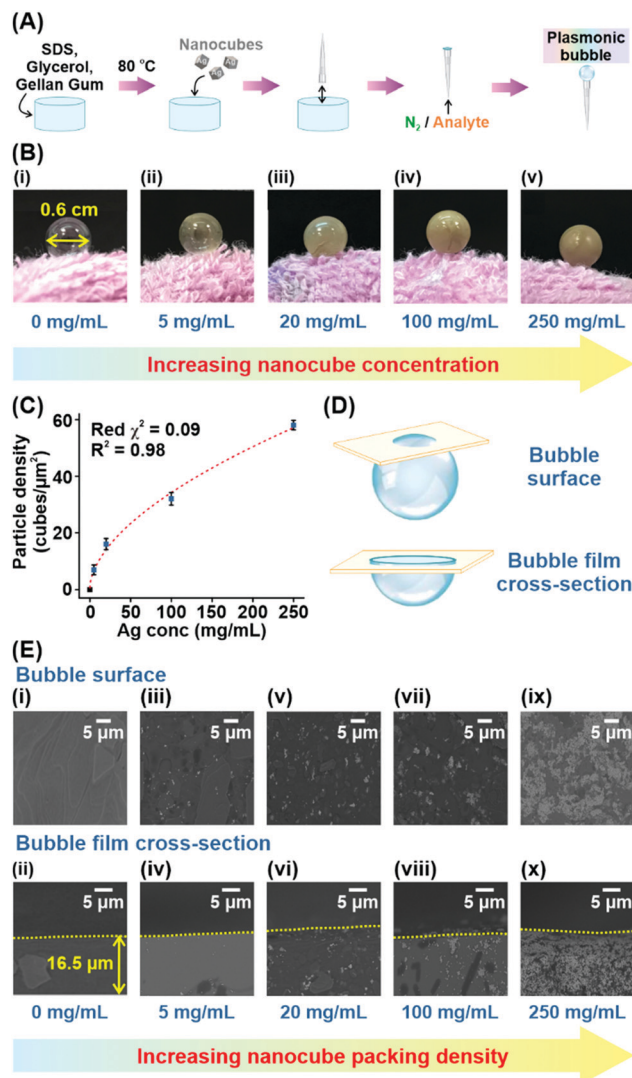 (A)
SDS,
Glycerol,
Gellan Gum
80 °C
Nanocubes
Ag
Ag
Ag
N2 / Analyte
Plasmonic
bubble
(B)
(i) (ii) (iii) (iv) (v)
0.6 cm
0 mg/mL 5 mg/mL 20 mg/mL 100 mg/mL 250 mg/mL
Increasing nanocube concentration
(C)
Red χ² = 0.09
R² = 0.98
Particle density
(cubes/µm²)
60
40
20
0
0 50 100 150 200 250
Ag conc (mg/mL)
(D)
Bubble
surface
Bubble film
cross-section
(E)
Bubble surface
(i) (iii) (v) (vii) (ix)
5 µm 5 µm 5 µm 5 µm 5 µm
Bubble film cross-section
(ii) (iv) (vi) (viii) (x)
5 µm 5 µm 5 µm 5 µm 5 µm
16.5 µm
0 mg/mL 5 mg/mL 20 mg/mL 100 mg/mL 250 mg/mL
Increasing nanocube packing density